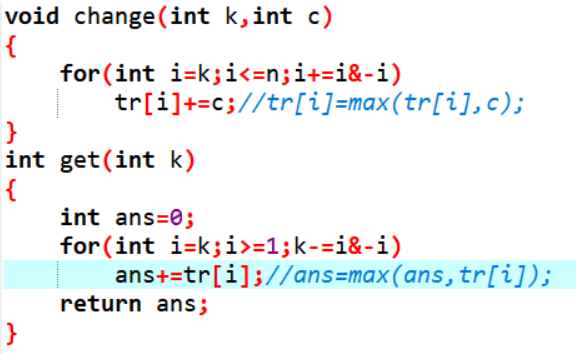 void change(int k,int c)
{
    for(int i=k;i<=n;i+=i&-i)
        tr[i]+=c;//tr[i]=max(tr[i],c);
}
int get(int k)
{
    int ans=0;
    for(int i=k;i>=1;k-=i&-i)
        ans+=tr[i];//ans=max(ans,tr[i]);
    return ans;
}